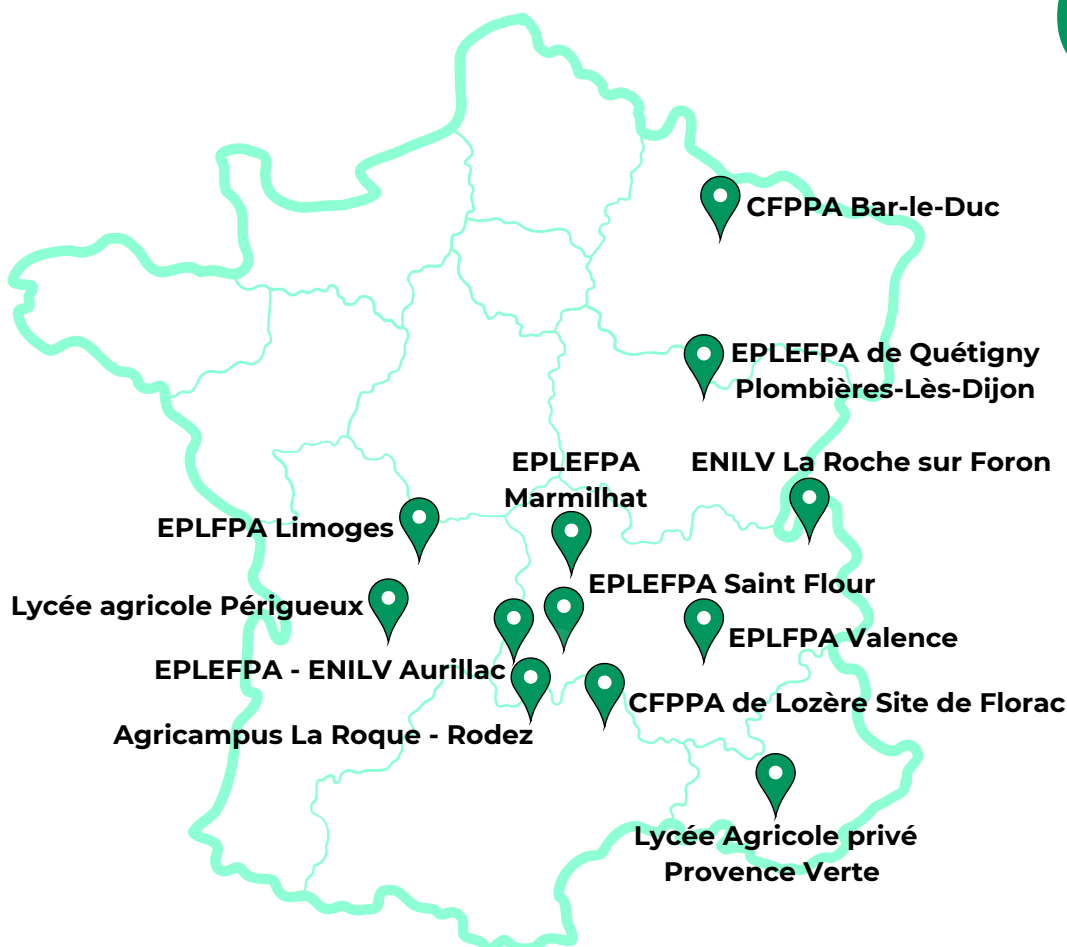 CFPPA Bar-le-Duc
EPLEFPA de Quétigny
Plombières-Lès-Dijon
EPLEFPA
Marmilhat
ENILV La Roche sur Foron
EPLFPA Limoges
EPLEFPA Saint Flour
Lycée agricole Périgueux
EPLFPA Valence
EPLEFPA - ENILV Aurillac
CFPPA de Lozère Site de Florac
Agricampus La Roque - Rodez
Lycée Agricole privé
Provence Verte